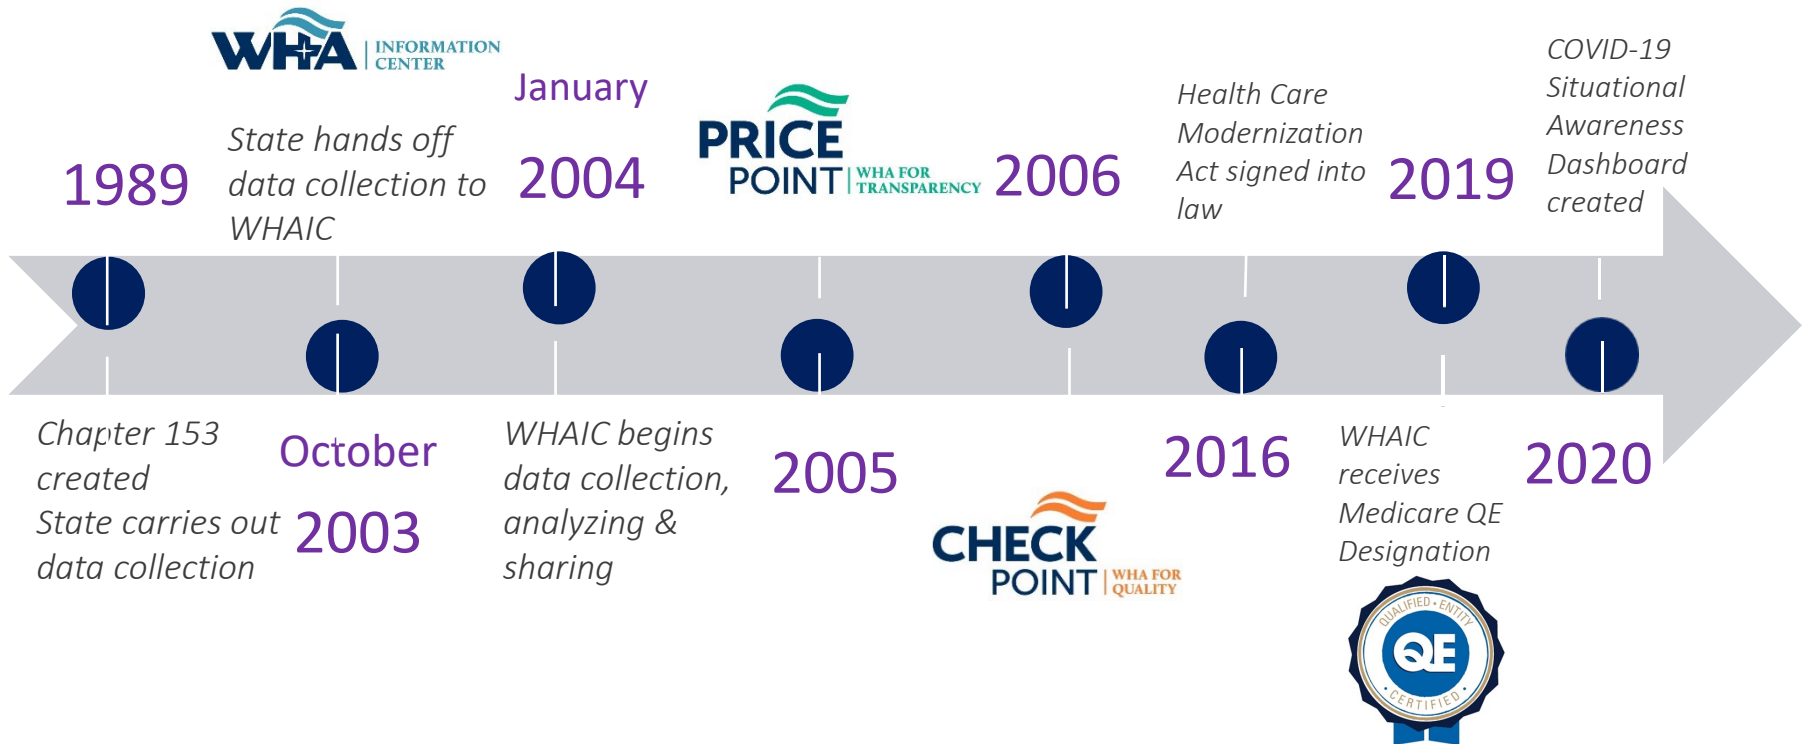 WHA INFORMATION
CENTER
1989
Chapter 153
created
State carries out
data collection
State hands off
data collection to
WHAIC
October
2003
January
2004
WHAIC begins
data collection,
analyzing &
sharing
PRICE
POINT WHA FOR
TRANSPARENCY
2005
2006
CHECK
POINT WHA FOR
QUALITY
Health Care
Modernization
Act signed into
law
2016
2019
WHAIC
receives
Medicare QE
Designation
QUALIFIED • ENTITY
QE
• CERTIFIED •
COVID-19
Situational
Awareness
Dashboard
created
2020